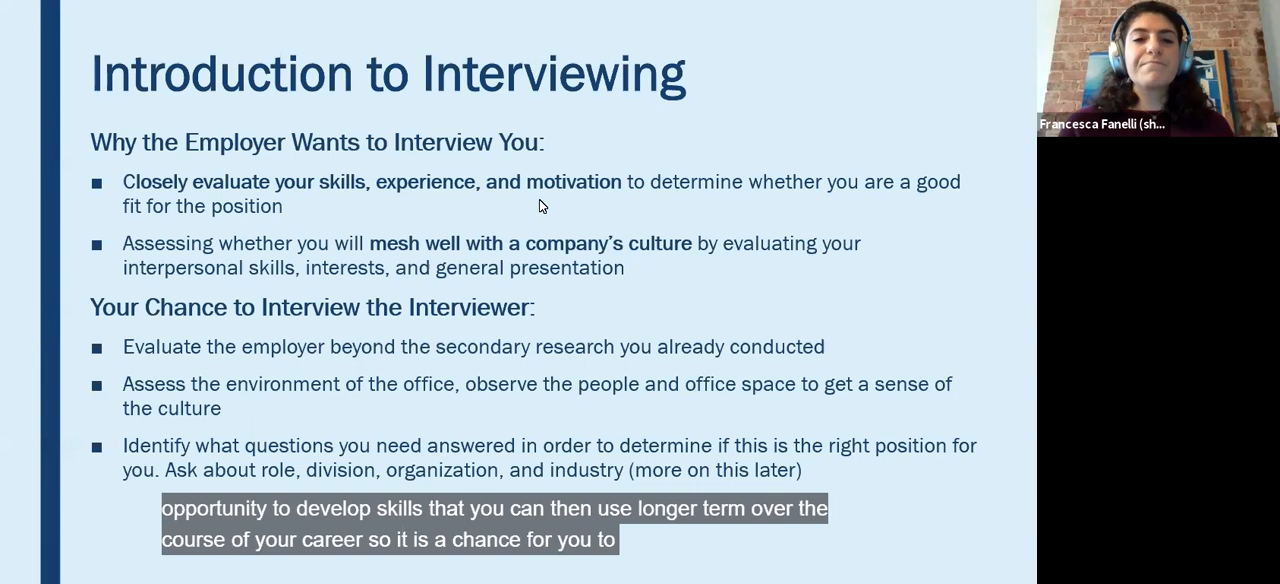 Introduction to Interviewing
Why the Employer Wants to Interview You:
■ Closely evaluate your skills, experience, and motivation to determine whether you are a good
fit for the position
■ Assessing whether you will mesh well with a company's culture by evaluating your
interpersonal skills, interests, and general presentation
Your Chance to Interview the Interviewer:
■ Evaluate the employer beyond the secondary research you already conducted
■ Assess the environment of the office, observe the people and office space to get a sense of
the culture
■ Identify what questions you need answered in order to determine if this is the right position for
you. Ask about role, division, organization, and industry (more on this later)
opportunity to develop skills that you can then use longer term over the
course of your career so it is a chance for you to
Francesca Fanelli (sh...